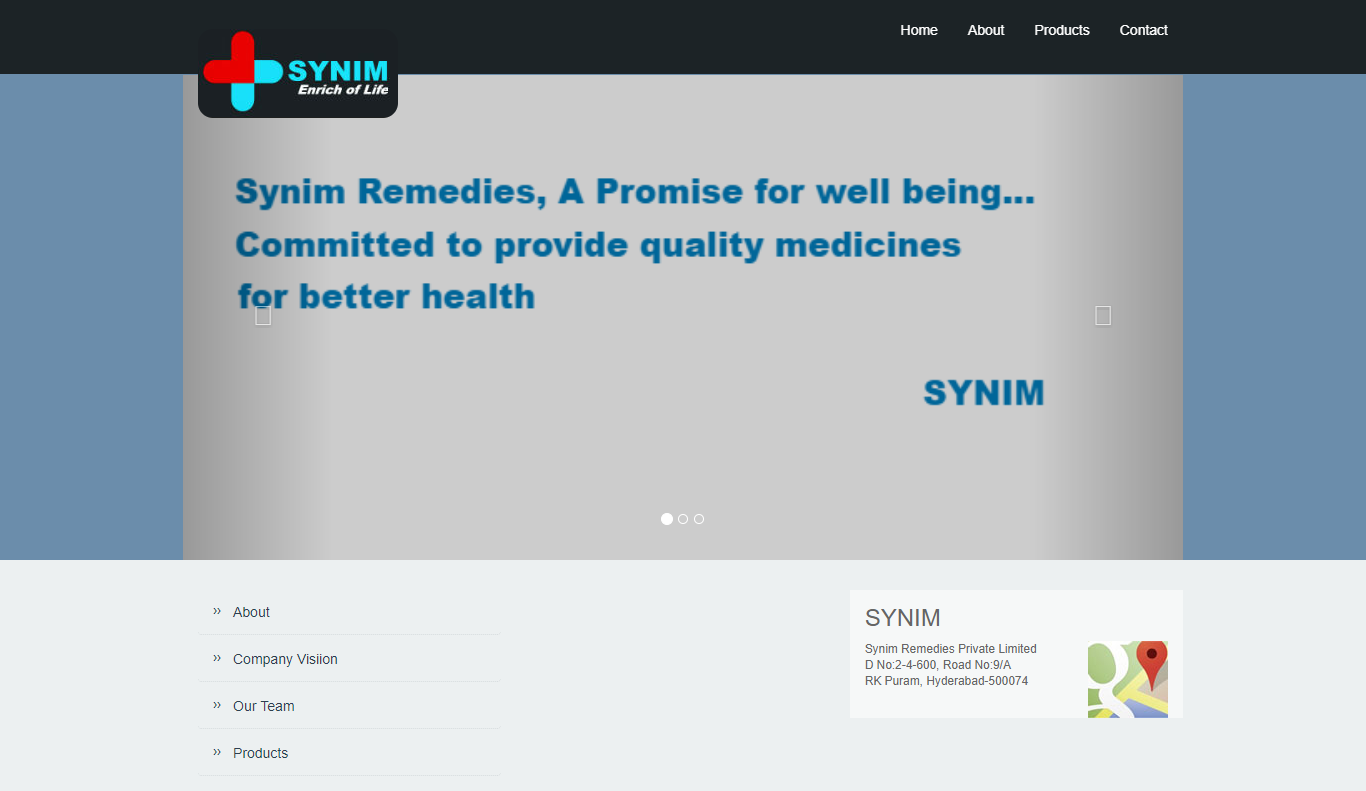 Home About Products Contact
SYNIM
Enrich of Life
Synim Remedies, A Promise for well being...
Committed to provide quality medicines
for better health
SYNIM
About
Company Visiion
Our Team
Products
SYNIM
Synim Remedies Private Limited
D No:2-4-600, Road No:9/A
RK Puram, Hyderabad-500074